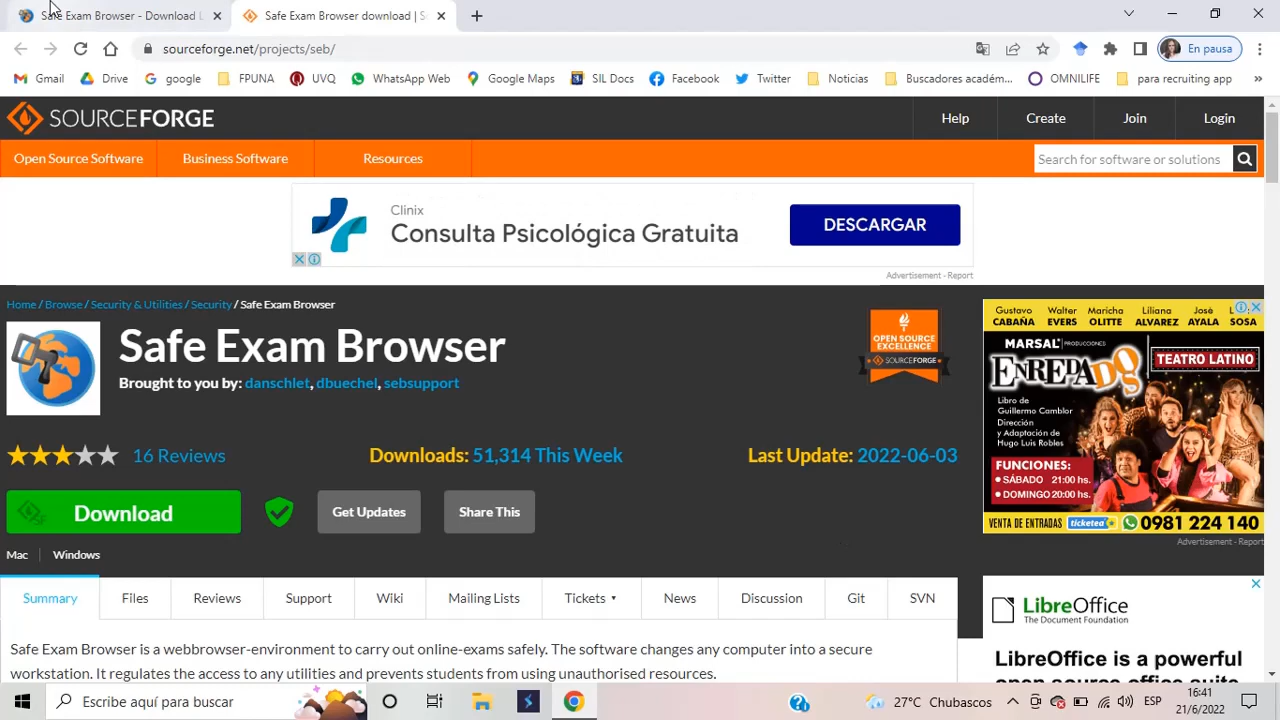 Safe Exam Browser - Download L
Safe Exam Browser download | S
sourceforge.net/projects/seb/
En pausa
Gmail Drive google FPUNA UVQ WhatsApp Web Google Maps SIL Docs Facebook Twitter Noticias Buscadores académ... OMNILIFE para recruiting app »
SOURCEFORGE
Help Create Join Login
Open Source Software Business Software Resources
Search for software or solutions
Clinix
Consulta Psicológica Gratuita
DESCARGAR
Advertisement - Report
Home / Browse / Security & Utilities / Security / Safe Exam Browser
Safe Exam Browser
Brought to you by: danschlet, dbuechel, sebsupport
OPEN SOURCE
EXCELLENCE
SOURCEFORGE
16 Reviews
Downloads: 51,314 This Week
Last Update: 2022-06-03
Download
Get Updates
Share This
Mac Windows
Summary Files Reviews Support Wiki Mailing Lists Tickets News Discussion Git SVN
Safe Exam Browser is a webbrowser-environment to carry out online-exams safely. The software changes any computer into a secure
workstation. It regulates the access to any utilities and prevents students from using unauthorised resources.
Gustavo Walter Maricha Liliana José
CABAÑA EVERS OLITTE ALVAREZ AYALA SOSA
MARSAL PRODUCCIONES
TEATRO LATINO
ENREDADOS
Libro de
Guillermo Camblor
Dirección
y Adaptación de
Hugo Luis Robles
FUNCIONES:
• SÁBADO 21:00 hs.
• DOMINGO 20:00 hs.
VENTA DE ENTRADAS ticketea 0981 224 140
Advertisement - Report
LibreOffice
The Document Foundation
LibreOffice is a powerful
open source office suite
Escribe aquí para buscar
27°C Chubascos
ESP
16:41
21/6/2022